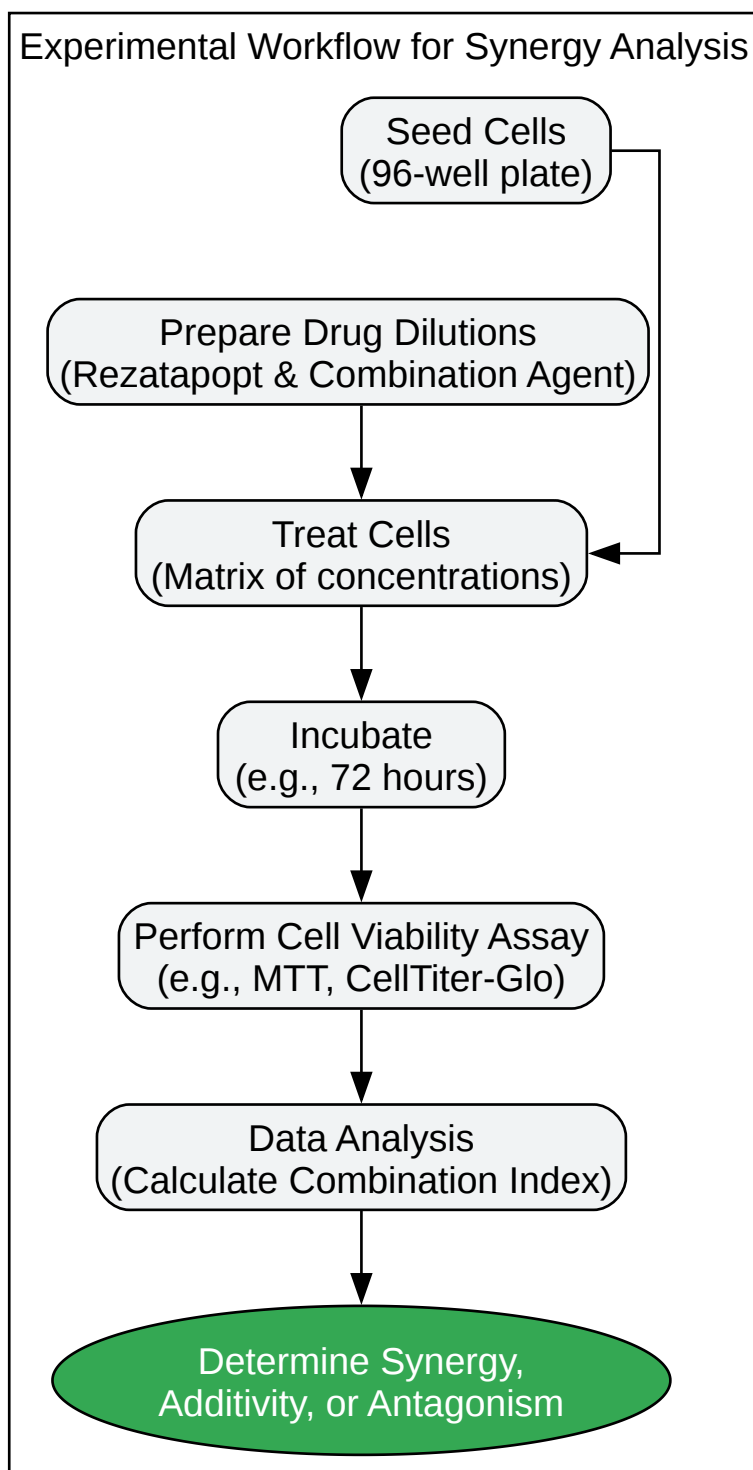 Experimental Workflow for Synergy Analysis
Seed Cells
(96-well plate)
Prepare Drug Dilutions
(Rezatapopt & Combination Agent)
Treat Cells
(Matrix of concentrations)
Incubate
(e.g., 72 hours)
Perform Cell Viability Assay
(e.g., MTT, CellTiter-Glo)
Data Analysis
(Calculate Combination Index)
Determine Synergy,
Additivity, or Antagonism